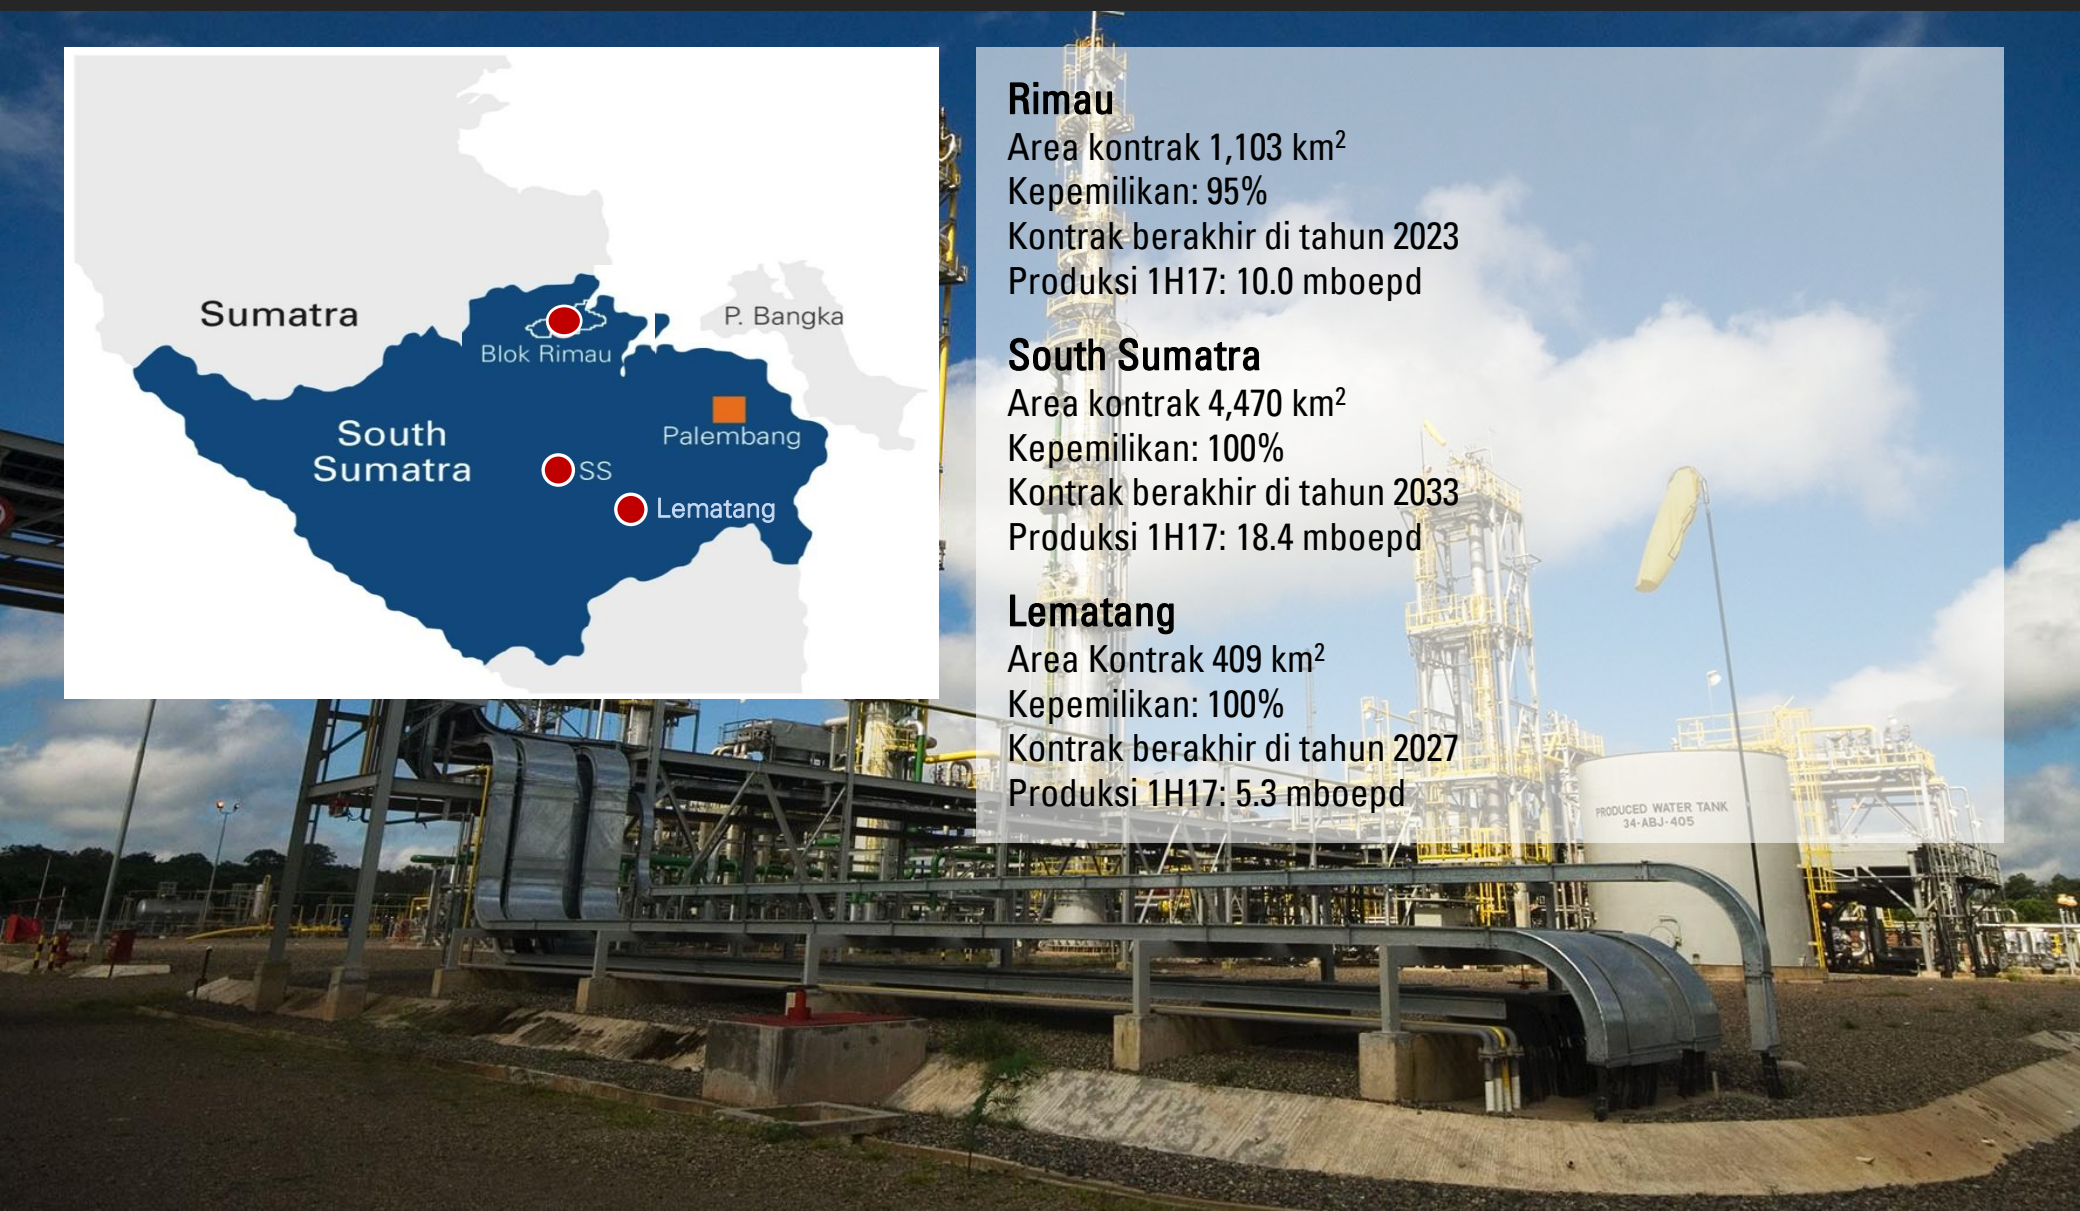 Sumatra
P. Bangka
Blok Rimau
South
Sumatra
Palembang
SS
Lematang
Rimau
Area kontrak 1,103 km²
Kepemilikan: 95%
Kontrak berakhir di tahun 2023
Produksi 1H17: 10.0 mboepd
South Sumatra
Area kontrak 4,470 km²
Kepemilikan: 100%
Kontrak berakhir di tahun 2033
Produksi 1H17: 18.4 mboepd
Lematang
Area Kontrak 409 km²
Kepemilikan: 100%
Kontrak berakhir di tahun 2027
Produksi 1H17: 5.3 mboepd
PRODUCED WATER TANK
34-ABJ-405